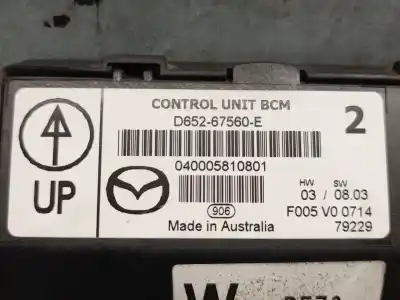 CONTROL UNIT BCM
D652-67560-E
2
040005810801
UP
HW SW
03 / 08.03
906
F005 V0 0714
Made in Australia
79229
W